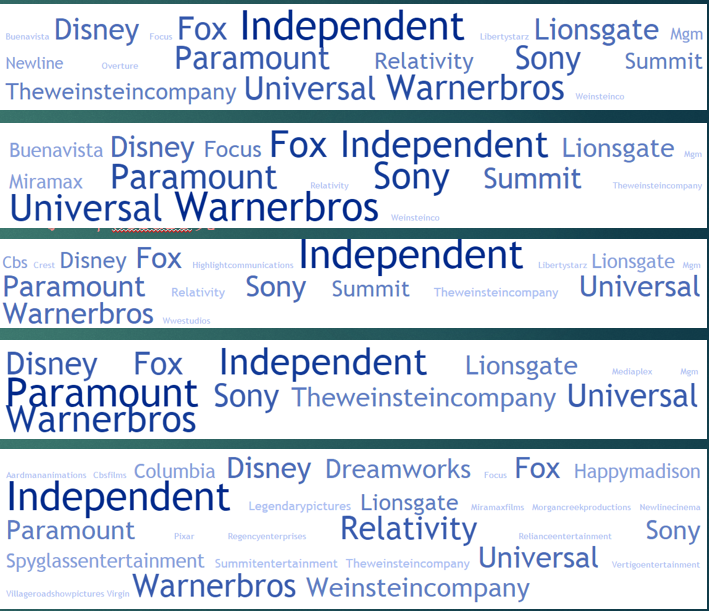 Buenavista Disney Focus Fox Independent Libertystarz Lionsgate Mgm
Newline Overture Paramount Relativity Sony Summit
Theweinsteincompany Universal Warnerbros Weinsteinco
Buenavista Disney Focus Fox Independent Lionsgate Mgm
Miramax Paramount Relativity Sony Summit Theweinsteincompany
Universal Warnerbros Weinsteinco
Cbs Crest Disney Fox Highlightcommunications Independent Libertystarz Lionsgate Mgm
Paramount Relativity Sony Summit Theweinsteincompany Universal
Warnerbros Wwestudios
Disney Fox Independent Lionsgate Mediaplex Mgm
Paramount Sony Theweinsteincompany Universal
Warnerbros
Aardmananimations Cbsfilms Columbia Disney Dreamworks Focus Fox Happymadison
Independent Legendarypictures Lionsgate Miramaxfilms Morgancreekproductions Newlinecinema
Paramount Pixar Regencyenterprises Relativity Relianceentertainment Sony
Spyglassentertainment Summitentertainment Theweinsteincompany Universal Vertigoentertainment
Villageroadshowpictures Virgin Warnerbros Weinsteincompany